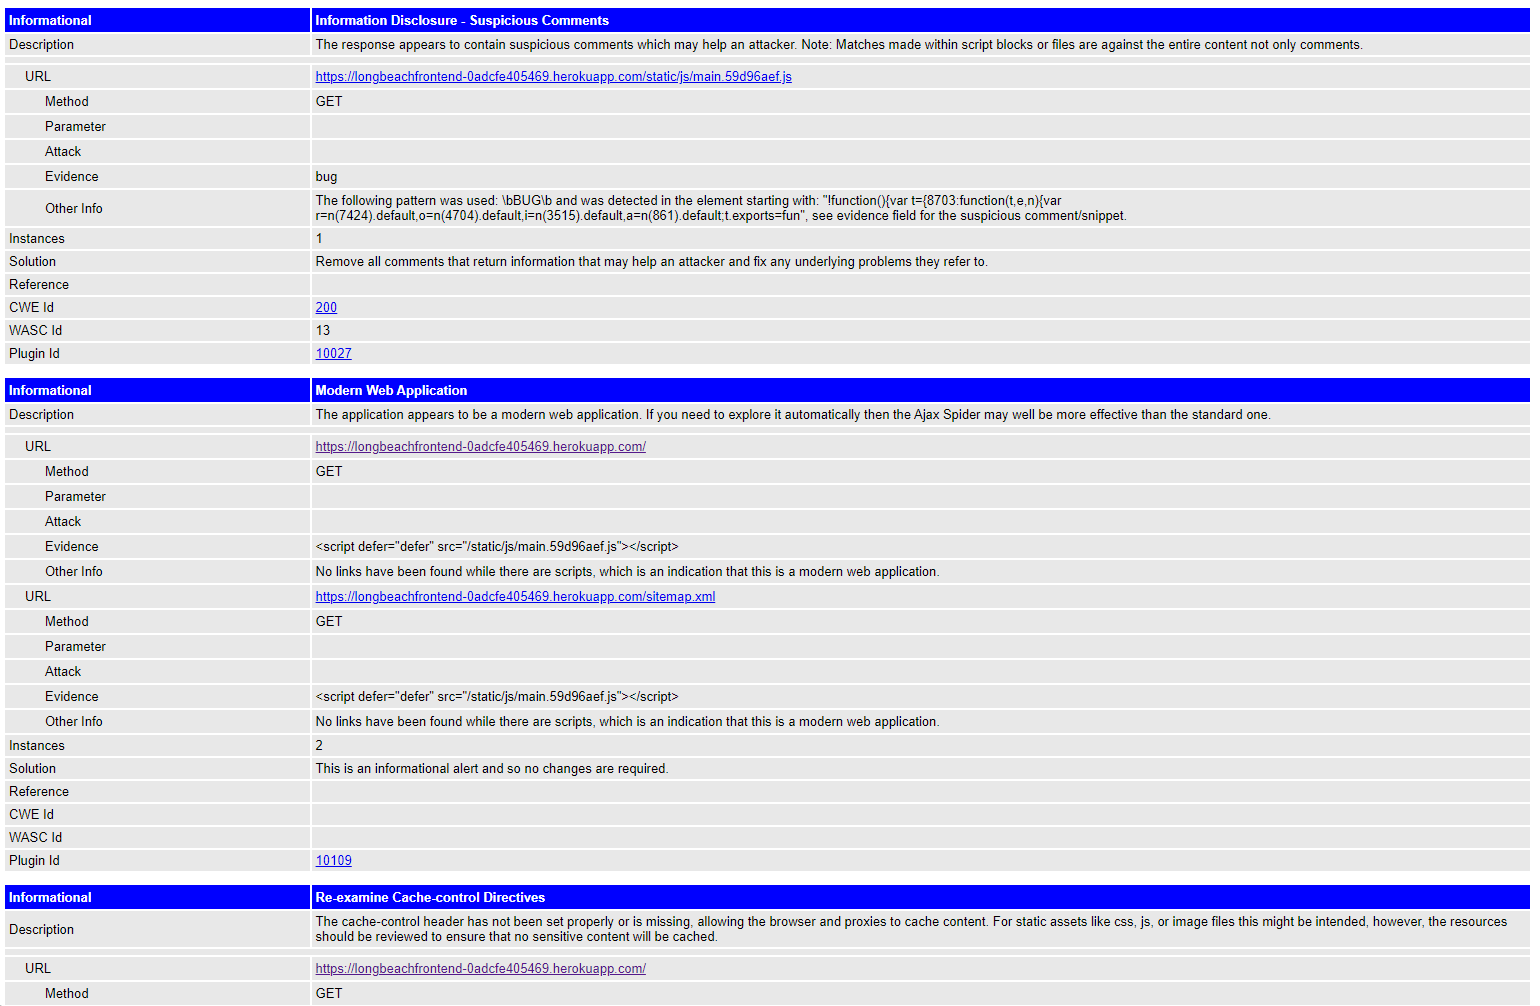 Informational Information Disclosure - Suspicious Comments
Description The response appears to contain suspicious comments which may help an attacker. Note: Matches made within script blocks or files are against the entire content not only comments.
URL https://longbeachfrontend-0adcfe405469.herokuapp.com/static/js/main.59d96aef.js
Method GET
Parameter
Attack
Evidence bug
Other Info The following pattern was used: \bBUG\b and was detected in the element starting with: "!function(){var t={8703:function(t,e,n){var
r=n(7424).default,o=n(4704).default,i=n(3515).default,a=n(861).default;t.exports=fun", see evidence field for the suspicious comment/snippet.
Instances 1
Solution Remove all comments that return information that may help an attacker and fix any underlying problems they refer to.
Reference
CWE Id 200
WASC Id 13
Plugin Id 10027
Informational Modern Web Application
Description The application appears to be a modern web application. If you need to explore it automatically then the Ajax Spider may well be more effective than the standard one.
URL https://longbeachfrontend-0adcfe405469.herokuapp.com/
Method GET
Parameter
Attack
Evidence <script defer="defer" src="/static/js/main.59d96aef.js"></script>
Other Info No links have been found while there are scripts, which is an indication that this is a modern web application.
URL https://longbeachfrontend-0adcfe405469.herokuapp.com/sitemap.xml
Method GET
Parameter
Attack
Evidence <script defer="defer" src="/static/js/main.59d96aef.js"></script>
Other Info No links have been found while there are scripts, which is an indication that this is a modern web application.
Instances 2
Solution This is an informational alert and so no changes are required.
Reference
CWE Id
WASC Id
Plugin Id 10109
Informational Re-examine Cache-control Directives
Description The cache-control header has not been set properly or is missing, allowing the browser and proxies to cache content. For static assets like css, js, or image files this might be intended, however, the resources
should be reviewed to ensure that no sensitive content will be cached.
URL https://longbeachfrontend-0adcfe405469.herokuapp.com/
Method GET